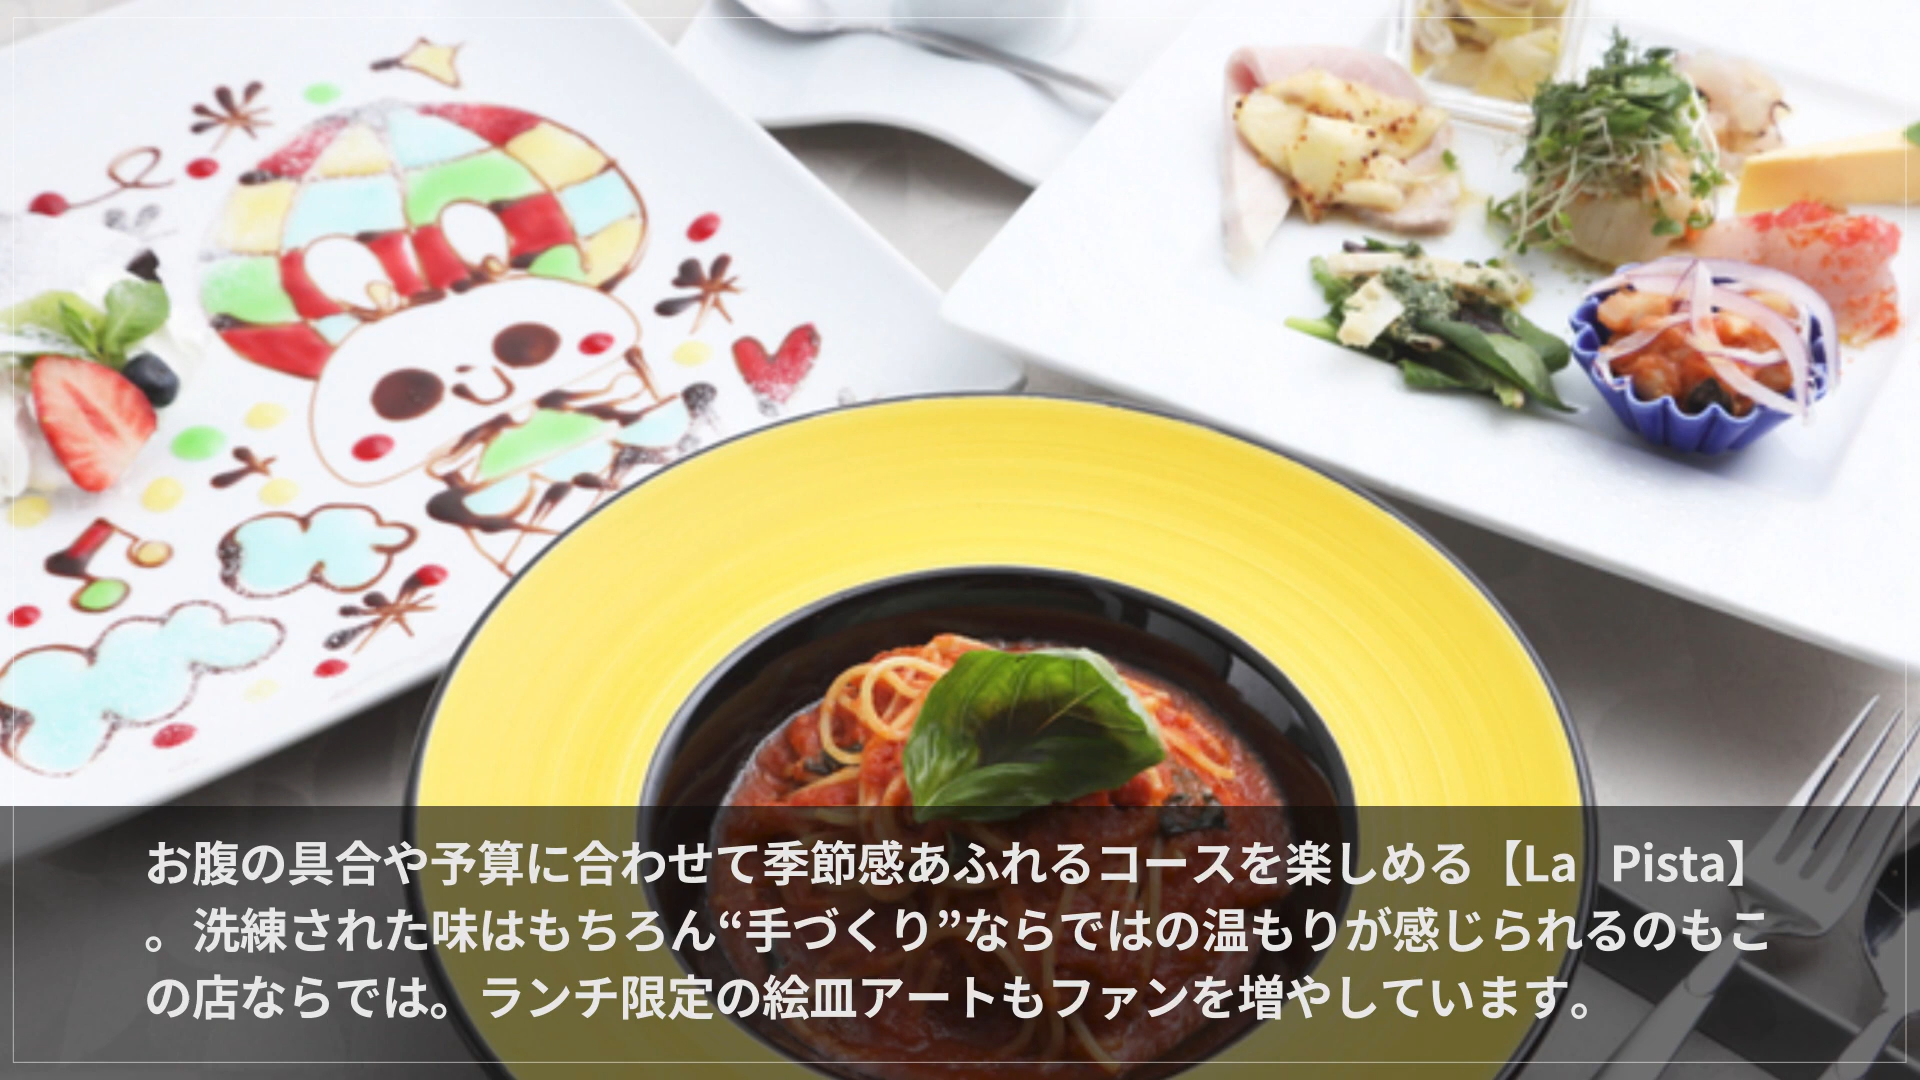 お腹の具合や予算に合わせて季節感あふれるコースを楽しめる【La Pista】
。洗練された味はもちろん“手づくり”ならではの温もりが感じられるのもこ
の店ならでは。ランチ限定の絵皿アートもファンを増やしています。